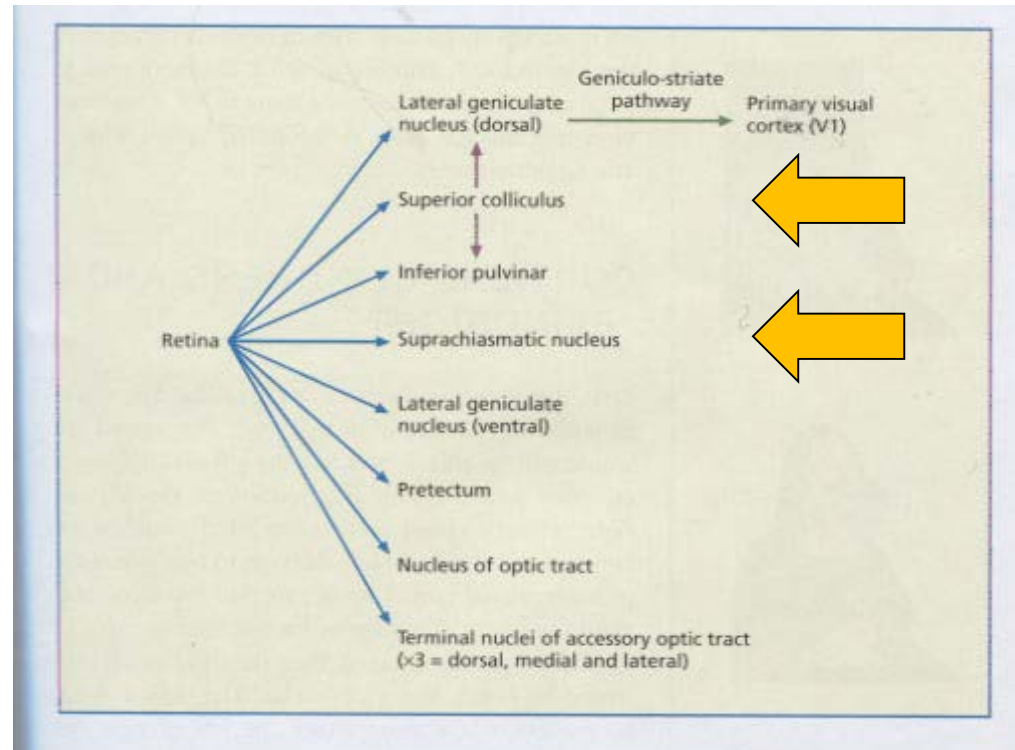 Geniculo-striate
pathway
Lateral geniculate
nucleus (dorsal)
Primary visual
cortex (V1)
Superior colliculus
Inferior pulvinar
Retina
Suprachiasmatic nucleus
Lateral geniculate
nucleus (ventral)
Pretectum
Nucleus of optic tract
Terminal nuclei of accessory optic tract
(×3 = dorsal, medial and lateral)